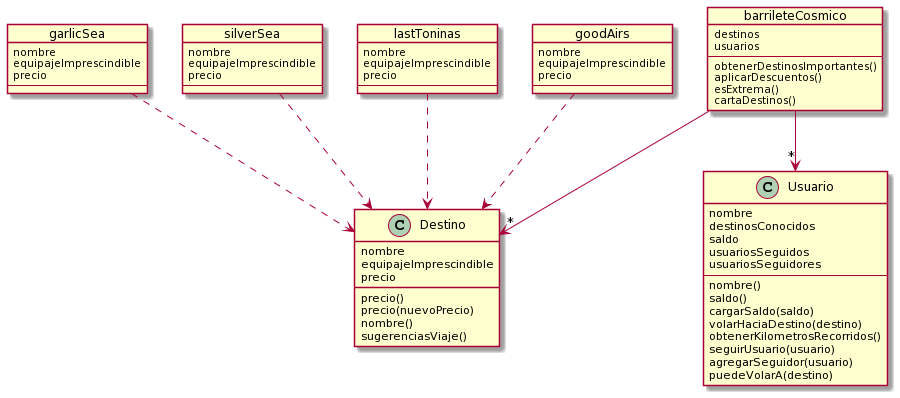 garlicSea
nombre
equipajeImprescindible
precio
silverSea
nombre
equipajeImprescindible
precio
lastToninas
nombre
equipajeImprescindible
precio
goodAirs
nombre
equipajeImprescindible
precio
barrileteCosmico
destinos
usuarios
obtenerDestinosImportantes()
aplicarDescuentos()
esExtrema()
cartaDestinos()
*
*
C Destino
nombre
equipajeImprescindible
precio
precio()
precio(nuevoPrecio)
nombre()
sugerenciasViaje()
C Usuario
nombre
destinosConocidos
saldo
usuariosSeguidos
usuariosSeguidores
nombre()
saldo()
cargarSaldo(saldo)
volarHaciaDestino(destino)
obtenerKilometrosRecorridos()
seguirUsuario(usuario)
agregarSeguidor(usuario)
puedeVolarA(destino)